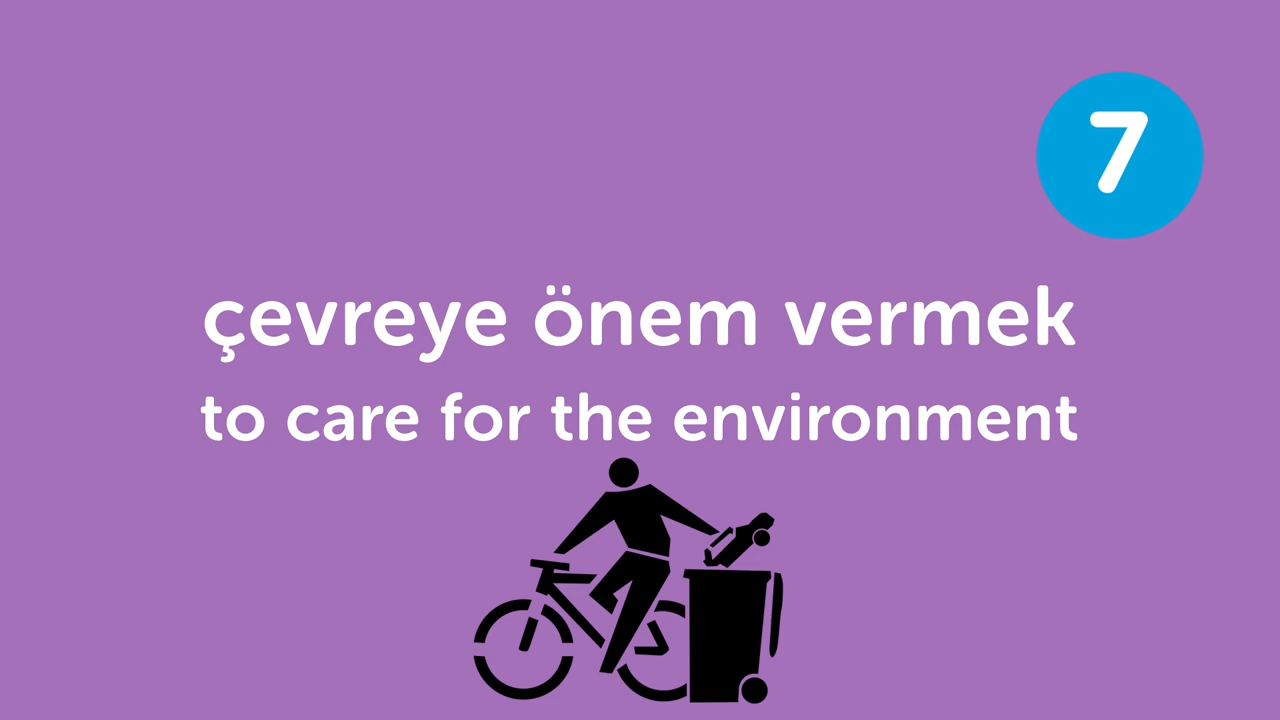 7
çevreye önem vermek
to care for the environment